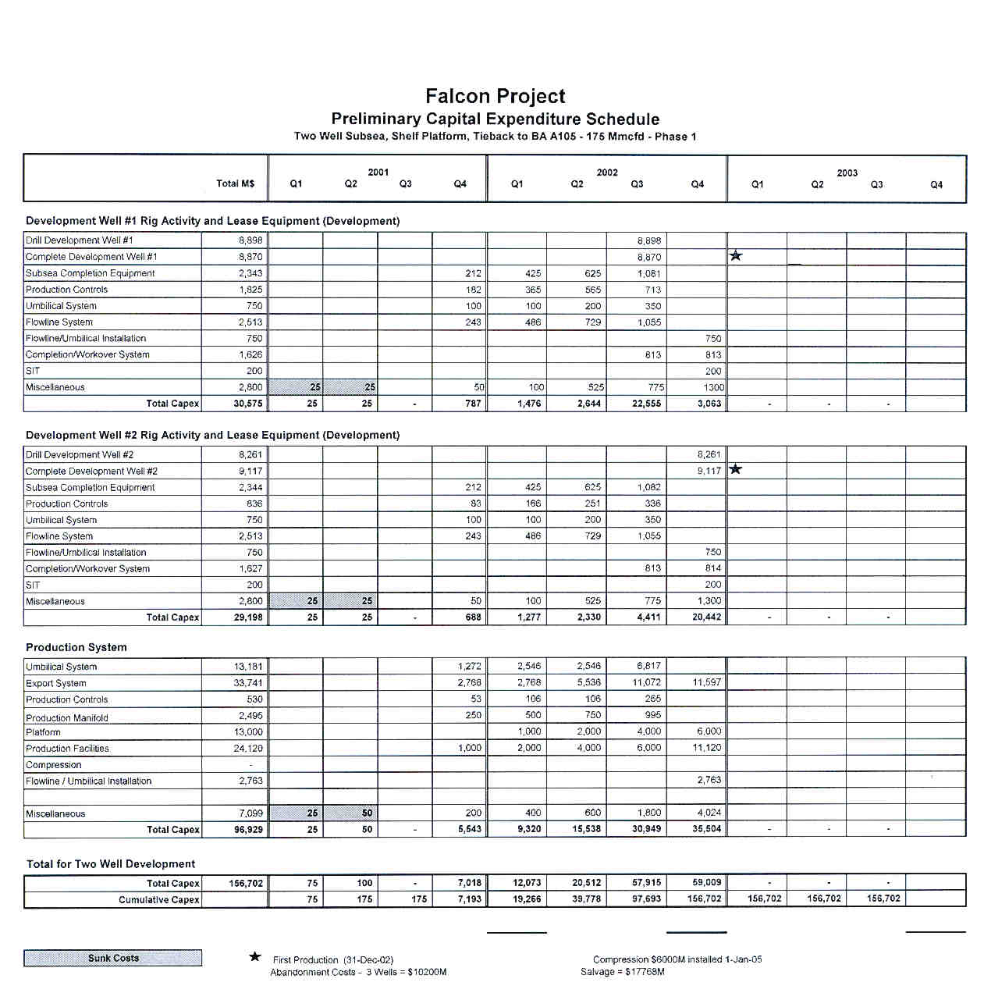 Falcon Project
Preliminary Capital Expenditure Schedule
Two Well Subsea, Shelf Platform, Tieback to BA A105 - 175 Mmcfd - Phase 1
2001 2002 2003
Total M$ Q1 Q2 Q3 Q4 Q1 Q2 Q3 Q4 Q1 Q2 Q3 Q4
Development Well #1 Rig Activity and Lease Equipment (Development)
Drill Development Well #1 8,898 8,898
Complete Development Well #1 8,870 8,870 ★
Subsea Completion Equipment 2,343 212 425 625 1,081
Production Controls 1,825 182 365 565 713
Umbilical System 750 100 100 200 350
Flowline System 2,513 243 486 729 1,055
Flowline/Umbilical Installation 750 750
Completion/Workover System 1,626 813 813
SIT 200 200
Miscellaneous 2,800 25 25 50 100 525 775 1300
Total Capex 30,575 25 25 - 787 1,476 2,644 22,555 3,063 - - -
Development Well #2 Rig Activity and Lease Equipment (Development)
Drill Development Well #2 8,261 8,261
Complete Development Well #2 9,117 9,117 ★
Subsea Completion Equipment 2,344 212 425 625 1,082
Production Controls 836 83 166 251 336
Umbilical System 750 100 100 200 350
Flowline System 2,513 243 486 729 1,055
Flowline/Umbilical Installation 750 750
Completion/Workover System 1,627 813 814
SIT 200 200
Miscellaneous 2,800 25 25 50 100 525 775 1,300
Total Capex 29,198 25 25 - 688 1,277 2,330 4,411 20,442 - - -
Production System
Umbilical System 13,181 1,272 2,546 2,546 6,817
Export System 33,741 2,768 2,768 5,536 11,072 11,597
Production Controls 530 53 106 106 265
Production Manifold 2,495 250 500 750 995
Platform 13,000 1,000 2,000 4,000 6,000
Production Facilities 24,120 1,000 2,000 4,000 6,000 11,120
Compression -
Flowline / Umbilical Installation 2,763 2,763
Miscellaneous 7,099 25 50 200 400 600 1,800 4,024
Total Capex 96,929 25 50 - 5,543 9,320 15,538 30,949 35,504 - - -
Total for Two Well Development
Total Capex 156,702 75 100 - 7,018 12,073 20,512 57,915 59,009 - - -
Cumulative Capex 75 175 175 7,193 19,266 39,778 97,693 156,702 156,702 156,702 156,702
Sunk Costs ★ First Production (31-Dec-02) Compression $6000M installed 1-Jan-05
Abandonment Costs - 3 Wells = $10200M Salvage = $17768M